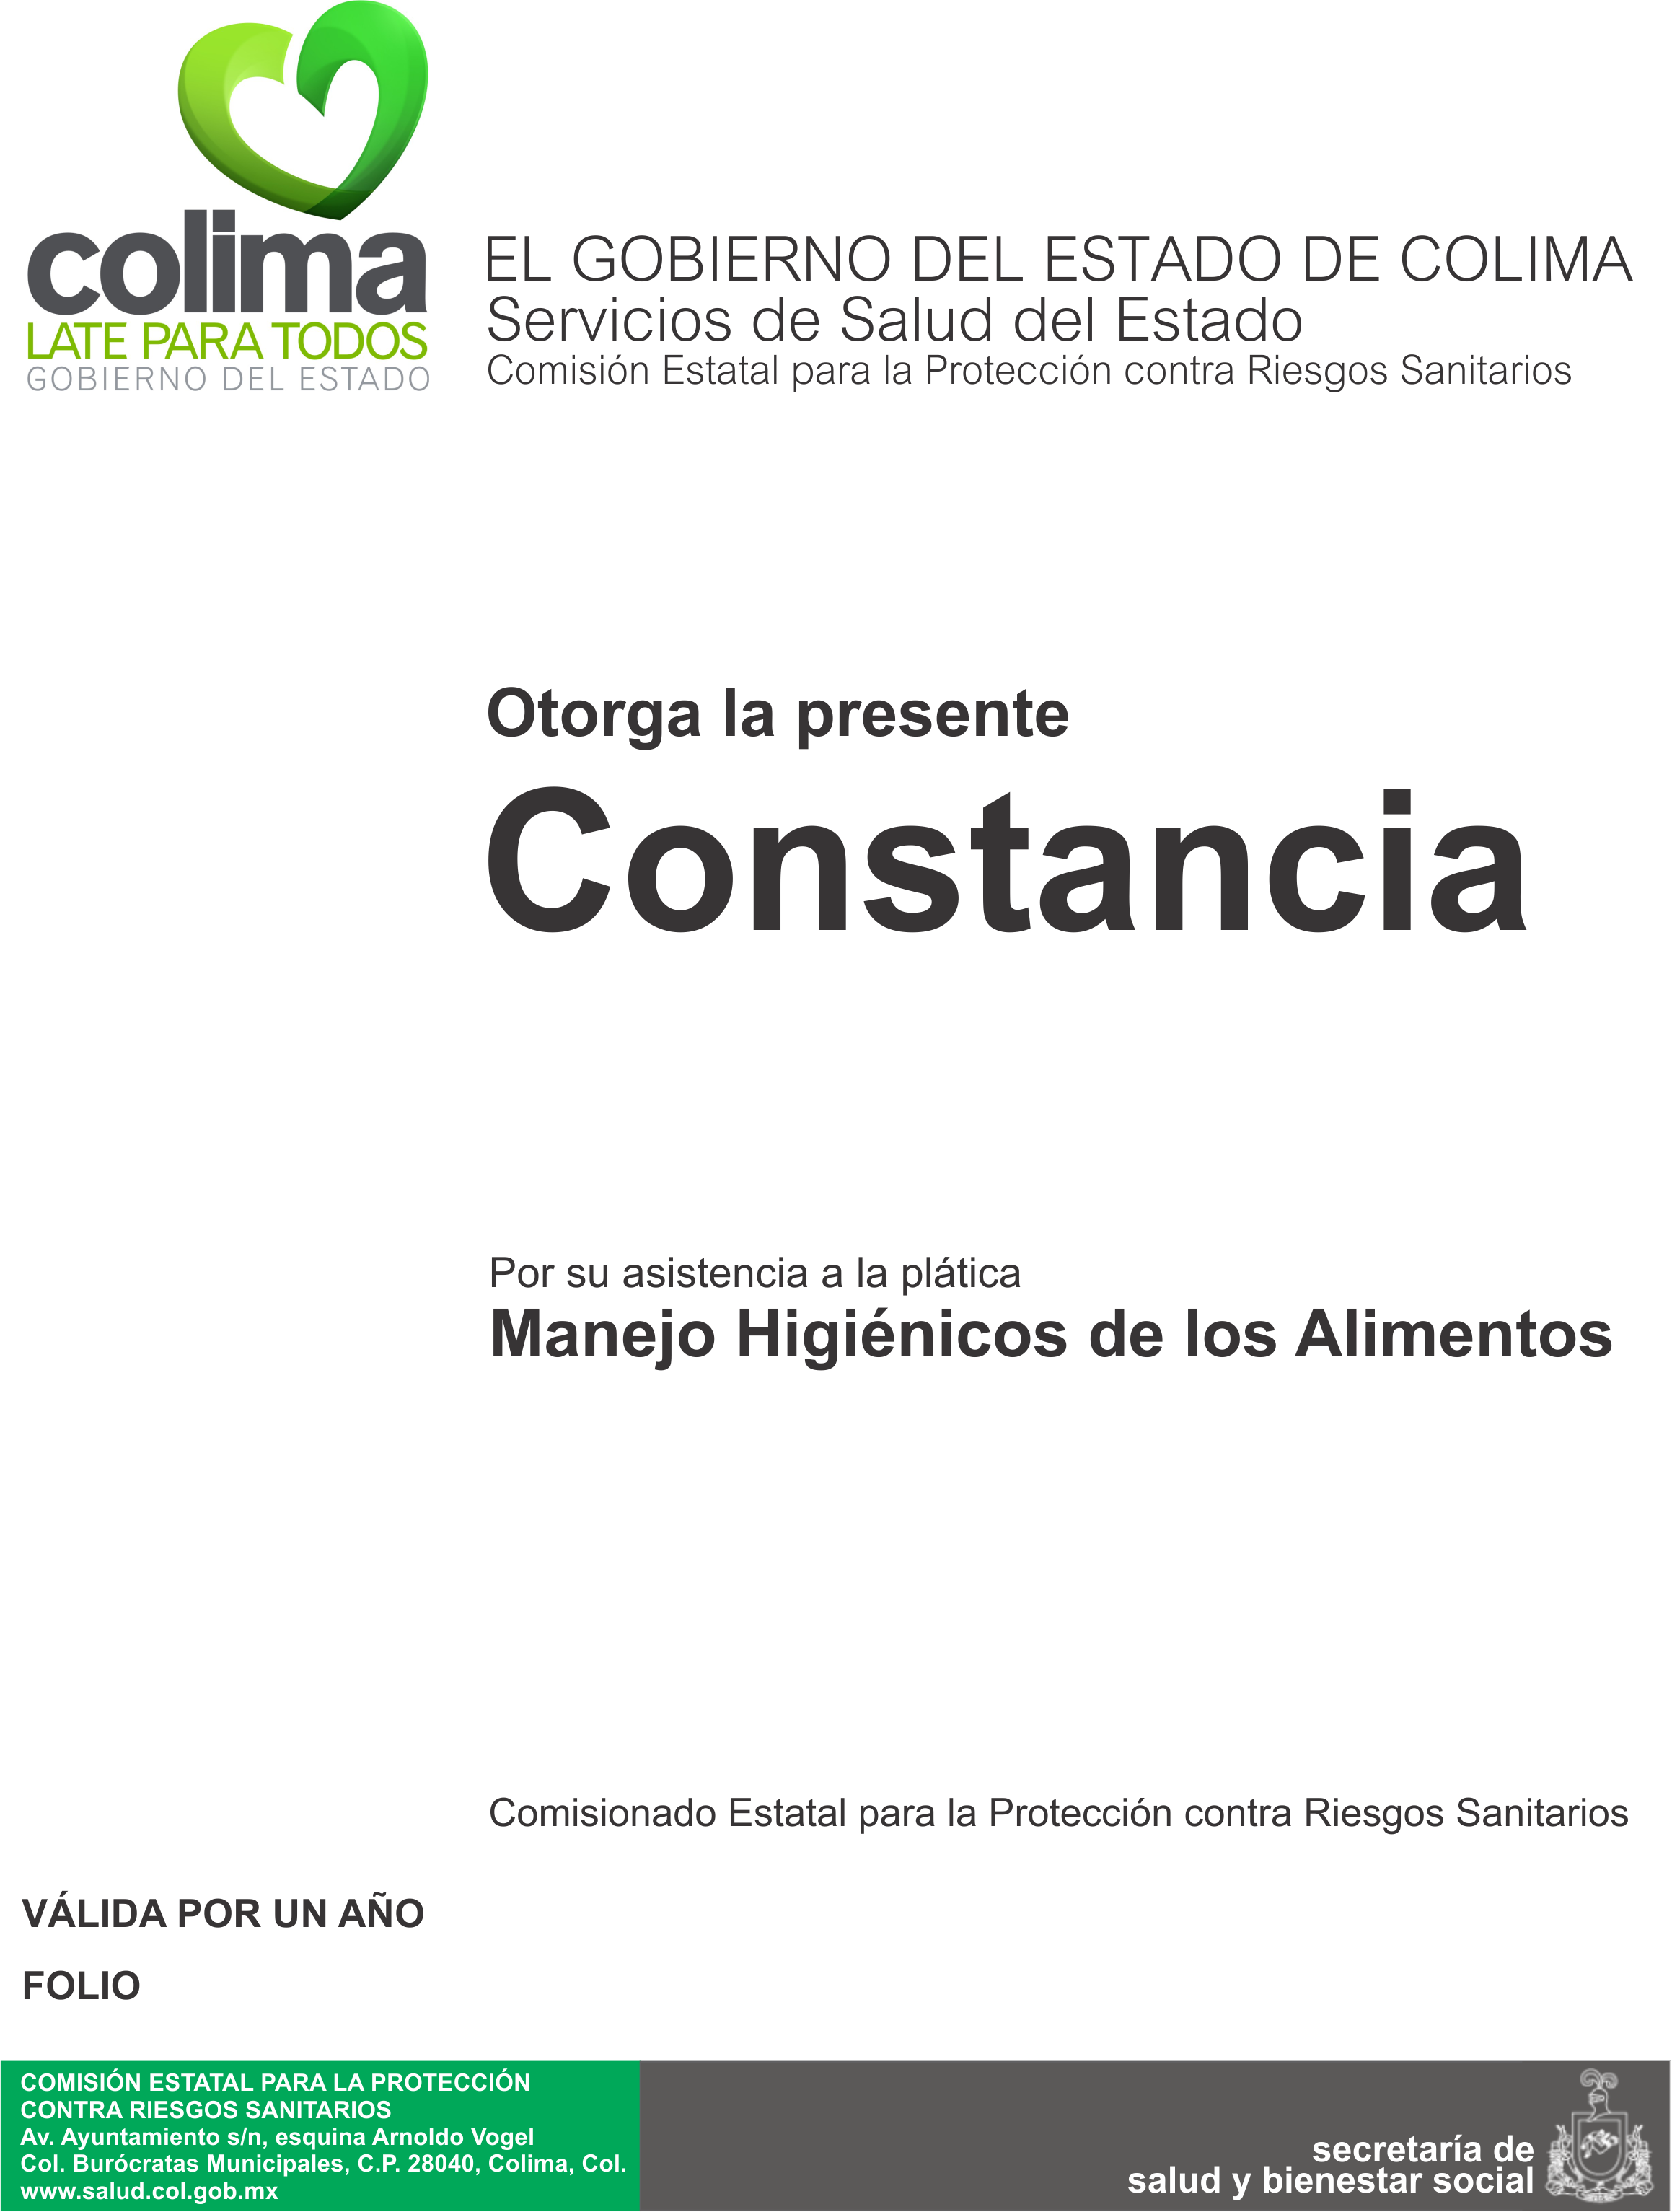 colima
LATE PARA TODOS
GOBIERNO DEL ESTADO
EL GOBIERNO DEL ESTADO DE COLIMA
Servicios de Salud del Estado
Comisión Estatal para la Protección contra Riesgos Sanitarios
Otorga la presente
Constancia
Por su asistencia a la plática
Manejo Higiénicos de los Alimentos
Comisionado Estatal para la Protección contra Riesgos Sanitarios
VÁLIDA POR UN AÑO
FOLIO
COMISIÓN ESTATAL PARA LA PROTECCIÓN
CONTRA RIESGOS SANITARIOS
Av. Ayuntamiento s/n, esquina Arnoldo Vogel
Col. Burócratas Municipales, C.P. 28040, Colima, Col.
www.salud.col.gob.mx
secretaría de
salud y bienestar social